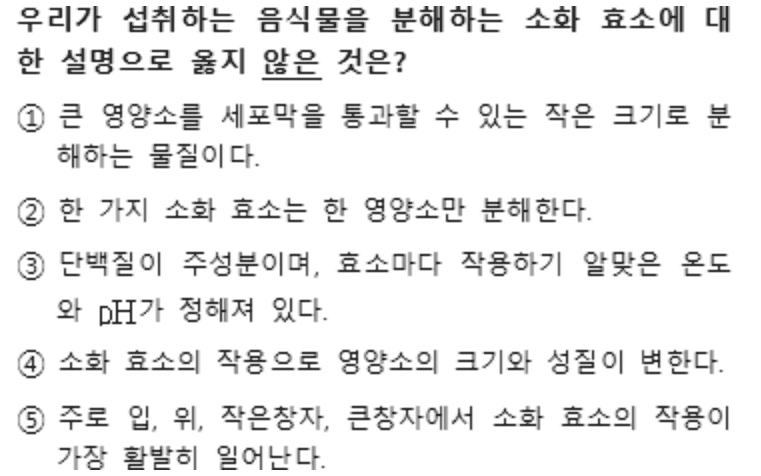 우리가 섭취하는 음식물을 분해하는 소화 효소에 대
한 설명으로 옳지 않은 것은?
① 큰 영양소를 세포막을 통과할 수 있는 작은 크기로 분
해하는 물질이다.
② 한 가지 소화 효소는 한 영양소만 분해한다.
③ 단백질이 주성분이며, 효소마다 작용하기 알맞은 온도
와 pH가 정해져 있다.
④ 소화 효소의 작용으로 영양소의 크기와 성질이 변한다.
⑤ 주로 입, 위, 작은창자, 큰창자에서 소화 효소의 작용이
가장 활발히 일어난다.